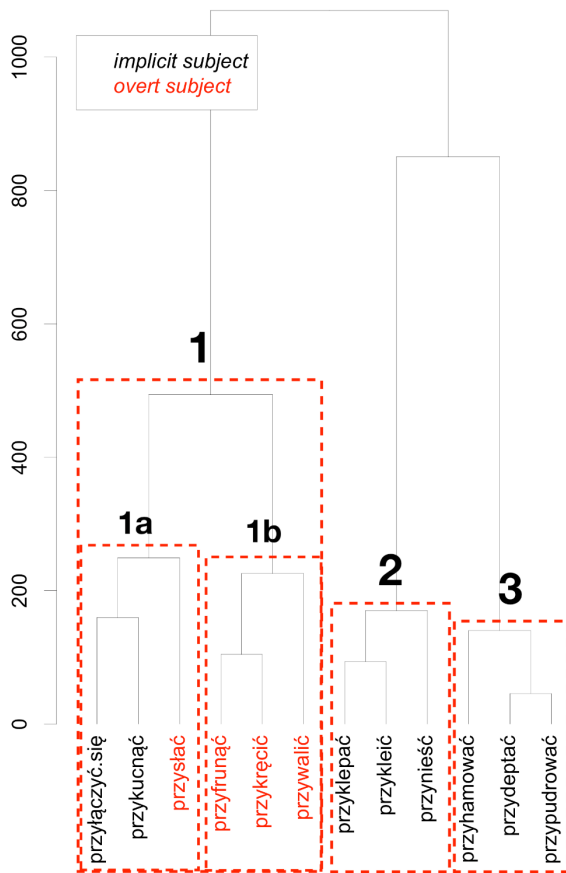 implicit subject
overt subject
1000
800
600
400
200
0
1
1a
1b
2
3
przyłączyć.się
przykucnąć
przysłać
przyfrunąć
przykręcić
przywalić
przyklepać
przykleić
przynieść
przyhamować
przydeptać
przypudrować